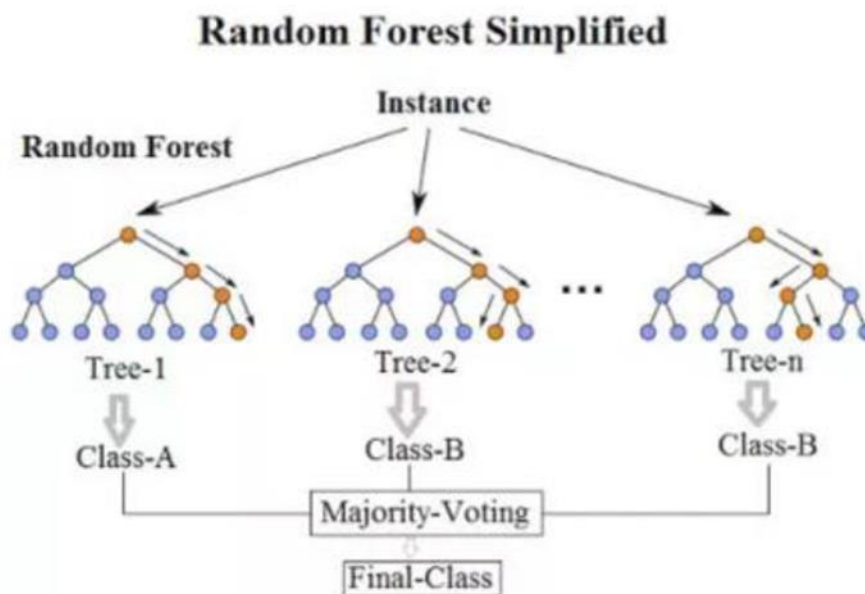 Random Forest Simplified
Instance
Random Forest
...
Tree-1
Tree-2
Tree-n
Class-A
Class-B
Class-B
Majority-Voting
Final-Class